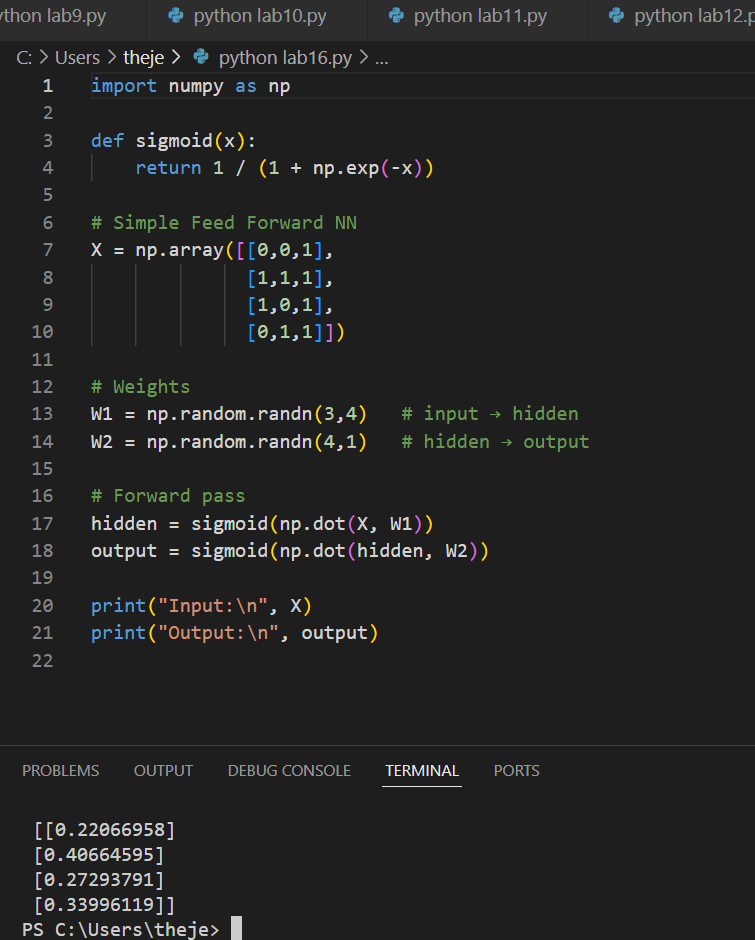 thon lab9.py python lab10.py python lab11.py python lab12.p
C: > Users > theje > python lab16.py > ...
1 import numpy as np
2
3 def sigmoid(x):
4     return 1 / (1 + np.exp(-x))
5
6 # Simple Feed Forward NN
7 X = np.array([[0,0,1],
8               [1,1,1],
9               [1,0,1],
10               [0,1,1]])
11
12 # Weights
13 W1 = np.random.randn(3,4)   # input → hidden
14 W2 = np.random.randn(4,1)   # hidden → output
15
16 # Forward pass
17 hidden = sigmoid(np.dot(X, W1))
18 output = sigmoid(np.dot(hidden, W2))
19
20 print("Input:\n", X)
21 print("Output:\n", output)
22
PROBLEMS OUTPUT DEBUG CONSOLE TERMINAL PORTS
[[0.22066958]
[0.40664595]
[0.27293791]
[0.33996119]]
PS C:\Users\theje>